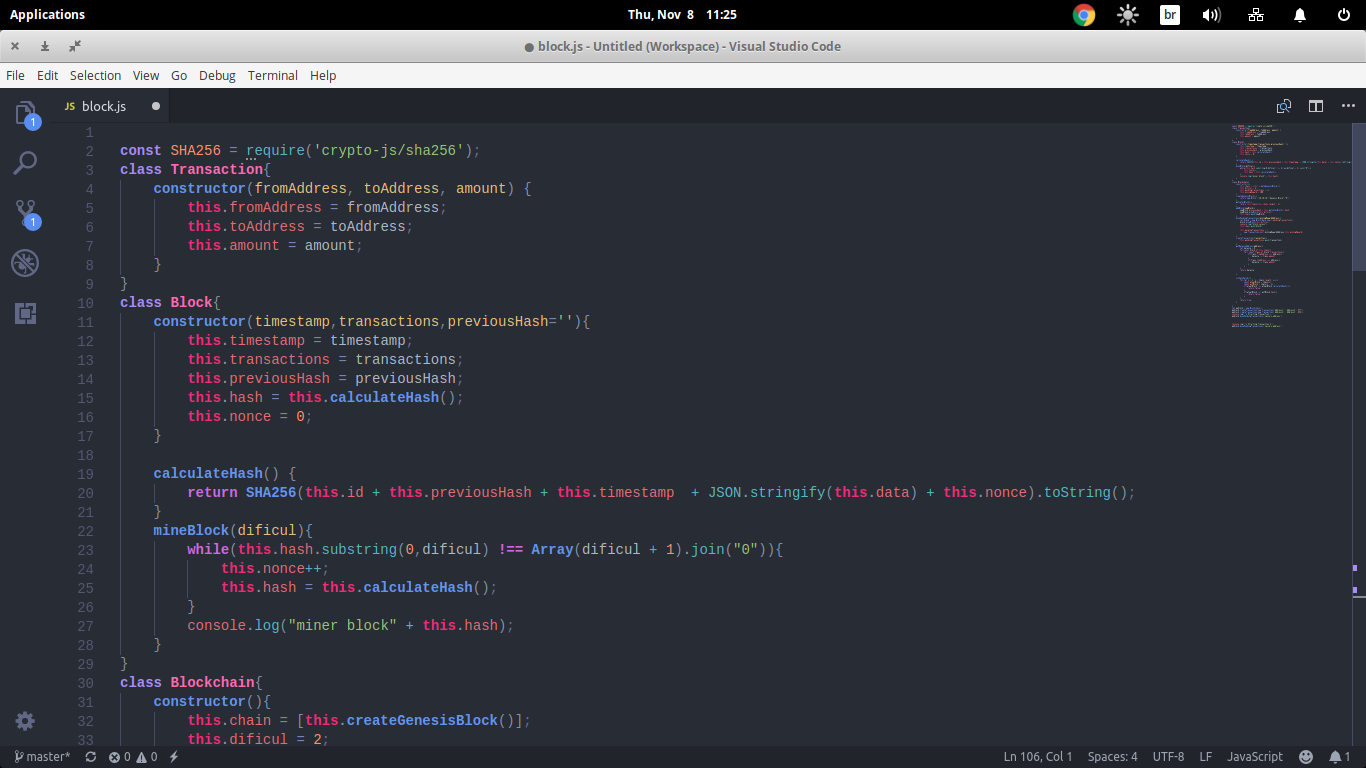 Applications
Thu, Nov 8 11:25
br
block.js - Untitled (Workspace) - Visual Studio Code
File Edit Selection View Go Debug Terminal Help
1
JS block.js
1
1
2 const SHA256 = require('crypto-js/sha256');
3 class Transaction{
4 constructor(fromAddress, toAddress, amount) {
5 this.fromAddress = fromAddress;
6 this.toAddress = toAddress;
7 this.amount = amount;
8 }
9 }
10 class Block{
11 constructor(timestamp,transactions,previousHash=''){
12 this.timestamp = timestamp;
13 this.transactions = transactions;
14 this.previousHash = previousHash;
15 this.hash = this.calculateHash();
16 this.nonce = 0;
17 }
18
19 calculateHash() {
20 return SHA256(this.id + this.previousHash + this.timestamp  + JSON.stringify(this.data) + this.nonce).toString();
21 }
22 mineBlock(dificul){
23 while(this.hash.substring(0,dificul) !== Array(dificul + 1).join("0")){
24 this.nonce++;
25 this.hash = this.calculateHash();
26 }
27 console.log("miner block" + this.hash);
28 }
29 }
30 class Blockchain{
31 constructor(){
32 this.chain = [this.createGenesisBlock()];
33 this.dificul = 2;
master* 0 0 Ln 106, Col 1 Spaces: 4 UTF-8 LF JavaScript 1